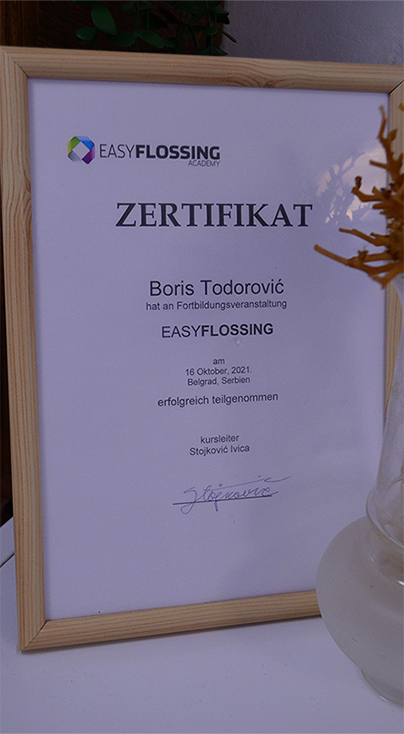 EASYFLOSSING
ACADEMY
ZERTIFIKAT
Boris Todorović
hat an Fortbildungsveranstaltung
EASYFLOSSING
am
16 Oktober, 2021.
Belgrad, Serbien
erfolgreich teilgenommen
kursleiter
Stojković Ivica
Stojković